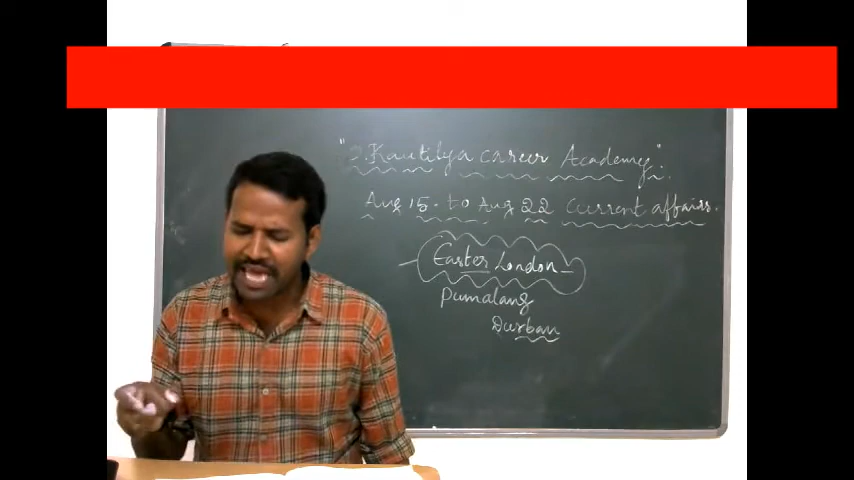 "J.Kautilya career Academy".
Aug 15. to Aug 22 current affairs.
Easter London
Pumalang
Durban